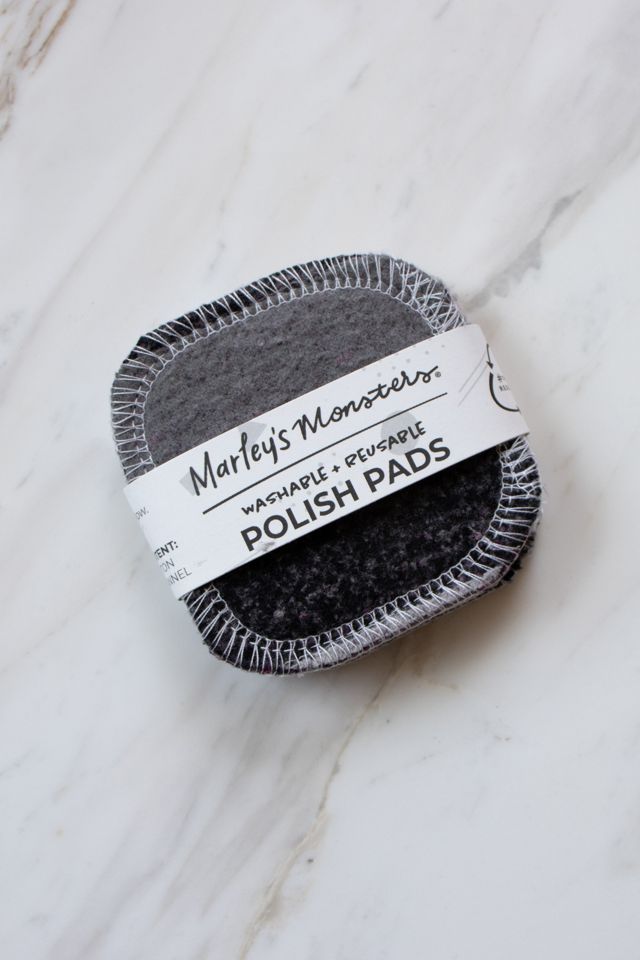 Marley's Monsters®
WASHABLE + REUSABLE
POLISH PADS